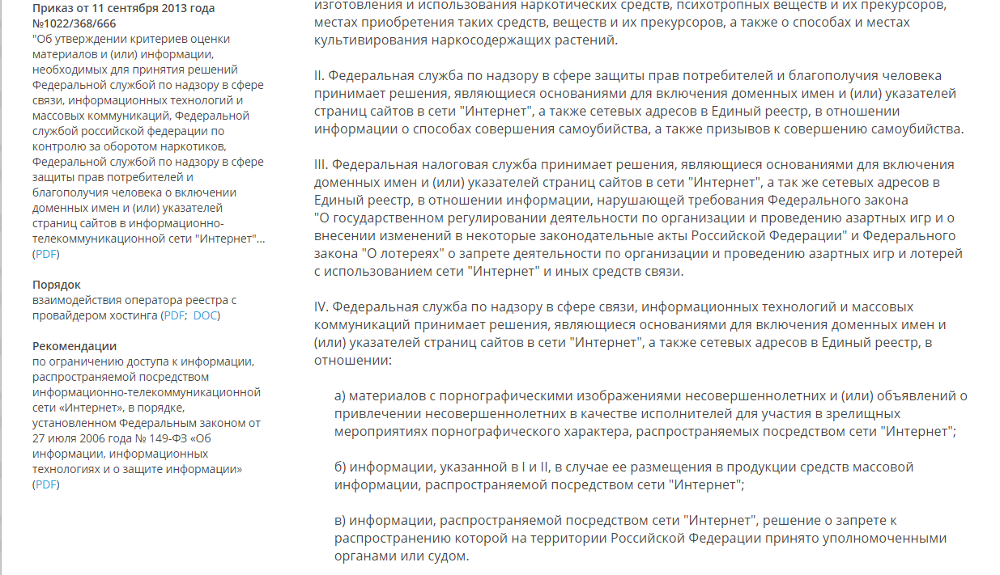 Приказ от 11 сентября 2013 года
№1022/368/666
"Об утверждении критериев оценки
материалов и (или) информации,
необходимых для принятия решений
Федеральной службой по надзору в сфере
связи, информационных технологий и
массовых коммуникаций, Федеральной
службой российской федерации по
контролю за оборотом наркотиков,
Федеральной службой по надзору в сфере
защиты прав потребителей и
благополучия человека о включении
доменных имен и (или) указателей
страниц сайтов в информационно-
телекоммуникационной сети "Интернет"...
(PDF)
Порядок
взаимодействия оператора реестра с
провайдером хостинга (PDF; DOC)
Рекомендации
по ограничению доступа к информации,
распространяемой посредством
информационно-телекоммуникационной
сети «Интернет», в порядке,
установленном Федеральным законом от
27 июля 2006 года № 149-ФЗ «Об
информации, информационных
технологиях и о защите информации»
(PDF)
изготовления и использования наркотических средств, психотропных веществ и их прекурсоров,
местах приобретения таких средств, веществ и их прекурсоров, а также о способах и местах
культивирования наркосодержащих растений.
II. Федеральная служба по надзору в сфере защиты прав потребителей и благополучия человека
принимает решения, являющиеся основаниями для включения доменных имен и (или) указателей
страниц сайтов в сети "Интернет", а также сетевых адресов в Единый реестр, в отношении
информации о способах совершения самоубийства, а также призывов к совершению самоубийства.
III. Федеральная налоговая служба принимает решения, являющиеся основаниями для включения
доменных имен и (или) указателей страниц сайтов в сети "Интернет", а так же сетевых адресов в
Единый реестр, в отношении информации, нарушающей требования Федерального закона
"О государственном регулировании деятельности по организации и проведению азартных игр и о
внесении изменений в некоторые законодательные акты Российской Федерации" и Федерального
закона "О лотереях" о запрете деятельности по организации и проведению азартных игр и лотерей
с использованием сети "Интернет" и иных средств связи.
IV. Федеральная служба по надзору в сфере связи, информационных технологий и массовых
коммуникаций принимает решения, являющиеся основаниями для включения доменных имен и
(или) указателей страниц сайтов в сети "Интернет", а также сетевых адресов в Единый реестр, в
отношении:
а) материалов с порнографическими изображениями несовершеннолетних и (или) объявлений о
привлечении несовершеннолетних в качестве исполнителей для участия в зрелищных
мероприятиях порнографического характера, распространяемых посредством сети "Интернет";
б) информации, указанной в I и II, в случае ее размещения в продукции средств массовой
информации, распространяемой посредством сети "Интернет";
в) информации, распространяемой посредством сети "Интернет", решение о запрете к
распространению которой на территории Российской Федерации принято уполномоченными
органами или судом.